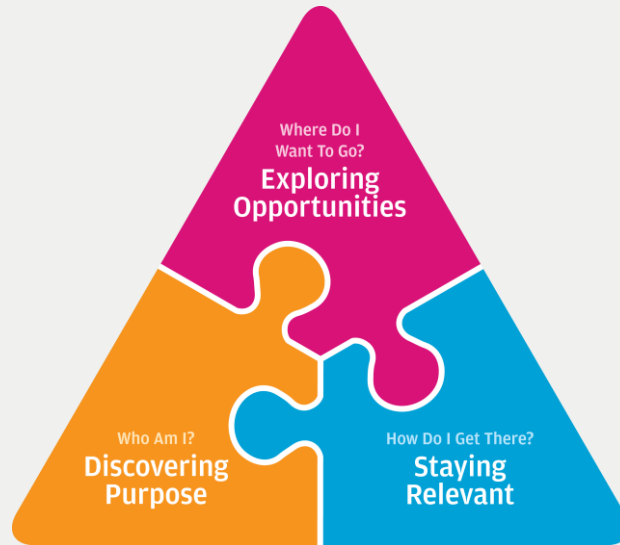 Where Do I
Want To Go?
Exploring
Opportunities
Who Am I?
Discovering
Purpose
How Do I Get There?
Staying
Relevant